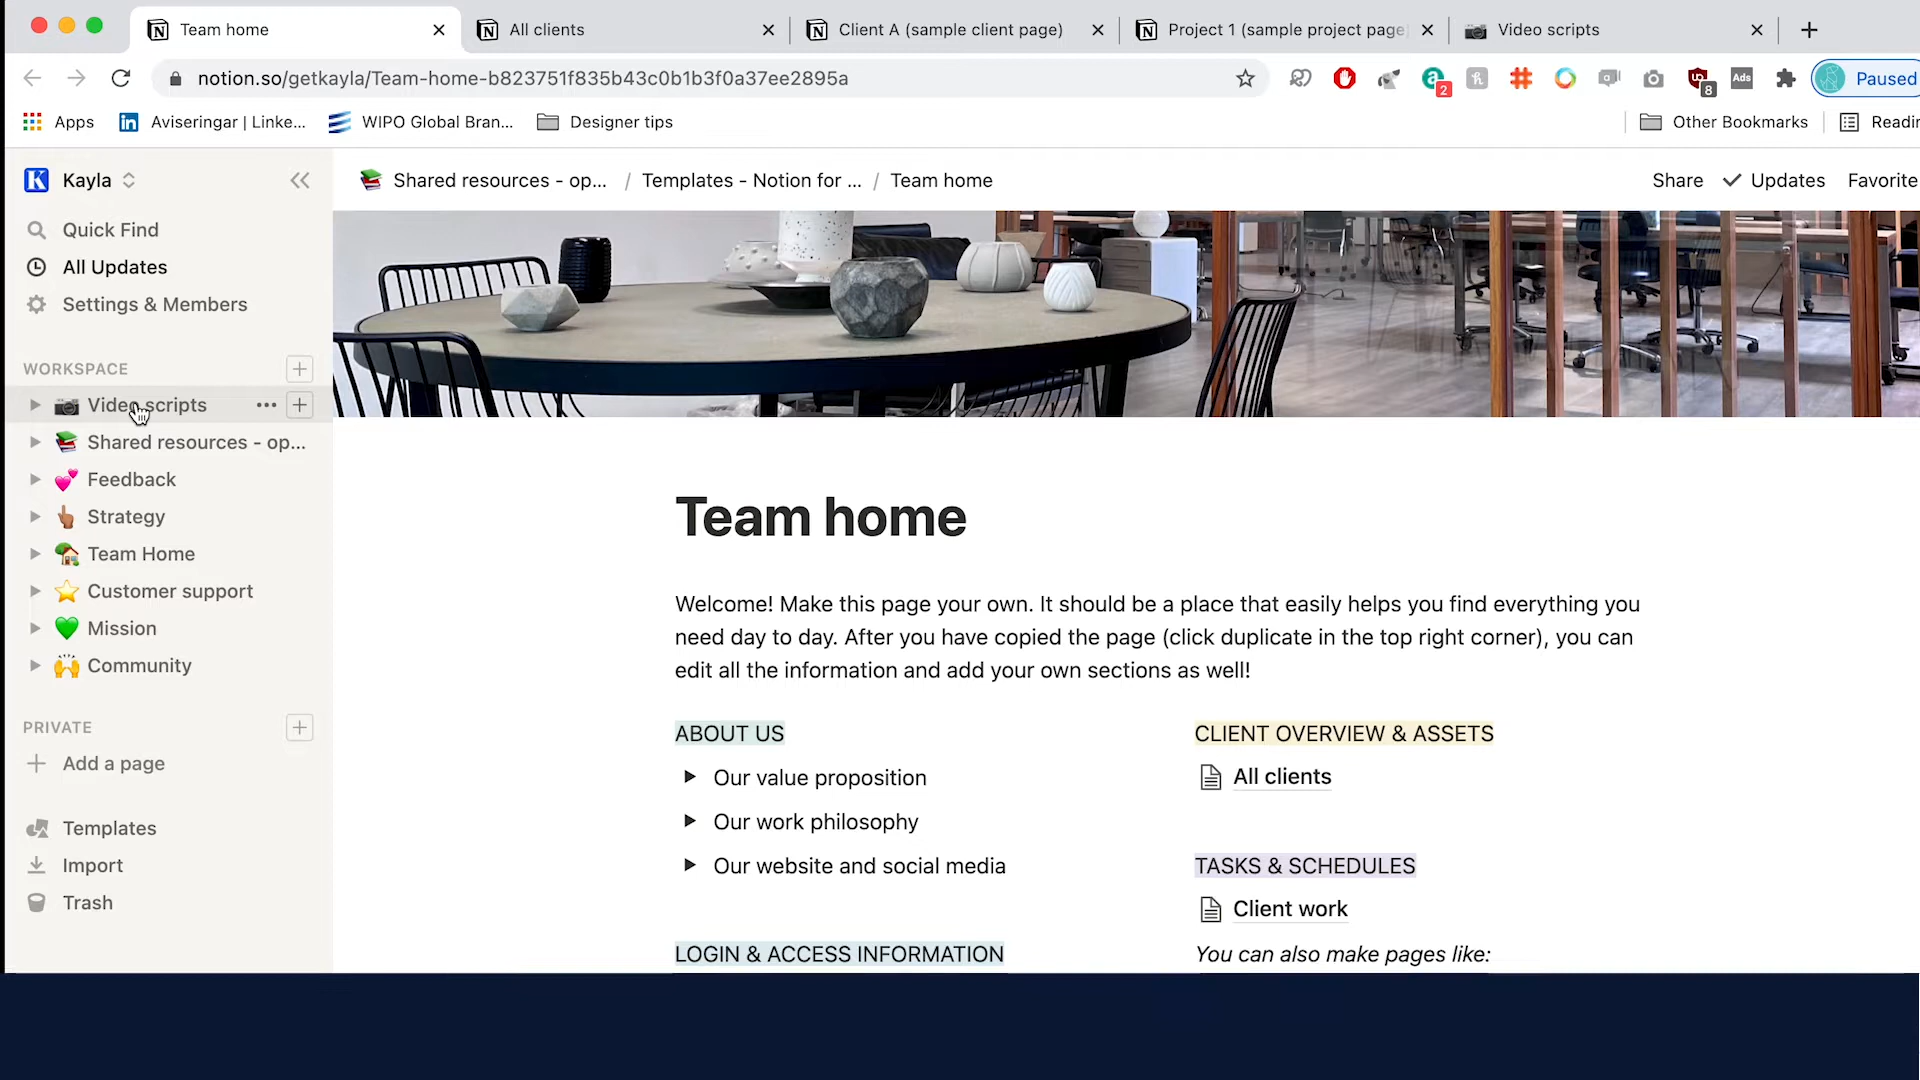 Team home
All clients
Client A (sample client page)
Project 1 (sample project page
Video scripts
notion.so/getkayla/Team-home-b823751f835b43c0b1b3f0a37ee2895a
2
8
Ads
Paused
Apps
Aviseringar | Linke...
WIPO Global Bran...
Designer tips
Other Bookmarks
Readin
Kayla
Shared resources - op...
/ Templates - Notion for ...
/ Team home
Share
Updates
Favorite
Quick Find
All Updates
Settings & Members
WORKSPACE
Video scripts
Shared resources - op...
Feedback
Strategy
Team Home
Customer support
Mission
Community
PRIVATE
Add a page
Templates
Import
Trash
Team home
Welcome! Make this page your own. It should be a place that easily helps you find everything you
need day to day. After you have copied the page (click duplicate in the top right corner), you can
edit all the information and add your own sections as well!
ABOUT US
Our value proposition
Our work philosophy
Our website and social media
LOGIN & ACCESS INFORMATION
CLIENT OVERVIEW & ASSETS
All clients
TASKS & SCHEDULES
Client work
You can also make pages like: